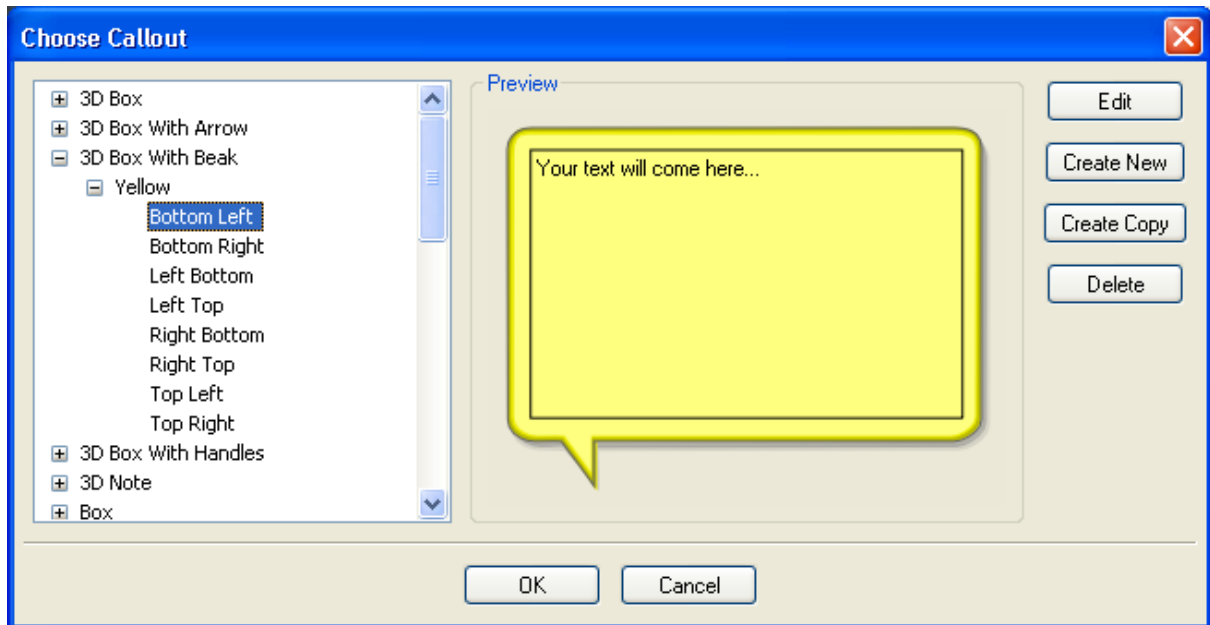 Choose Callout
3D Box
3D Box With Arrow
3D Box With Beak
Yellow
Bottom Left
Bottom Right
Left Bottom
Left Top
Right Bottom
Right Top
Top Left
Top Right
3D Box With Handles
3D Note
Box
Preview
Your text will come here...
Edit
Create New
Create Copy
Delete
OK
Cancel